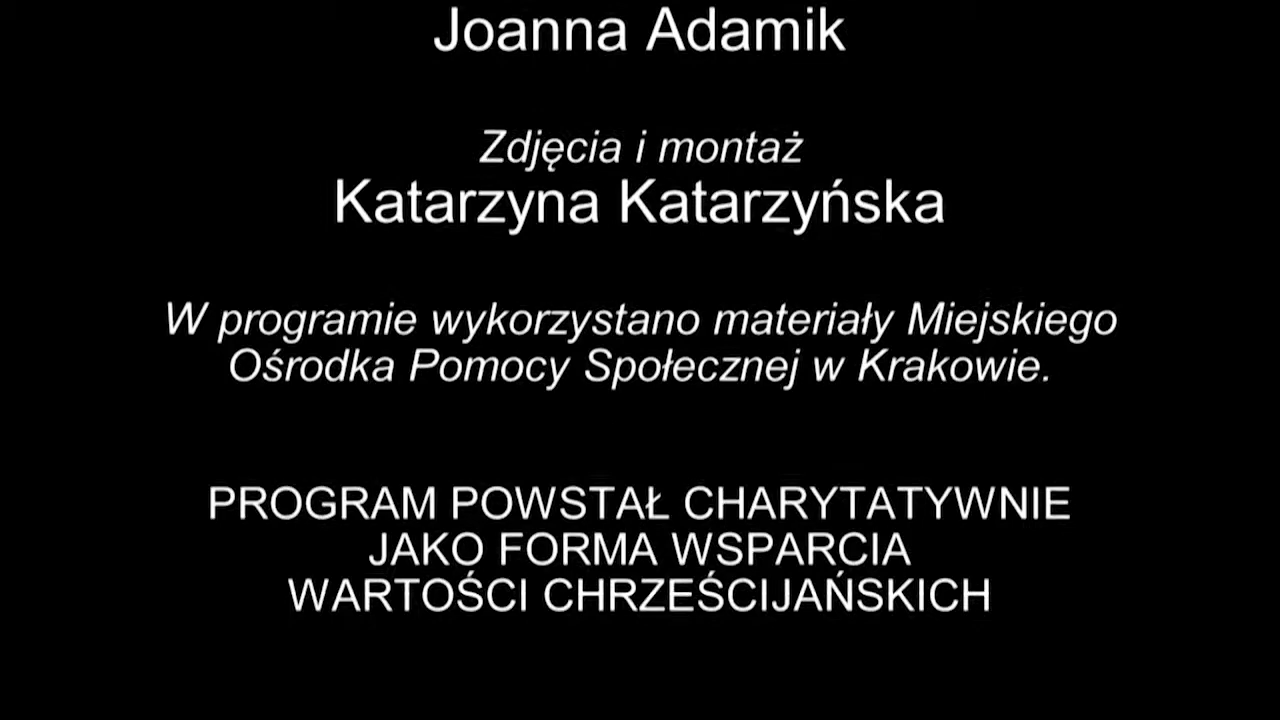 Joanna Adamik
Zdjęcia i montaż
Katarzyna Katarzyńska
W programie wykorzystano materiały Miejskiego
Ośrodka Pomocy Społecznej w Krakowie.
PROGRAM POWSTAŁ CHARYTATYWNIE
JAKO FORMA WSPARCIA
WARTOŚCI CHRZEŚCIJAŃSKICH